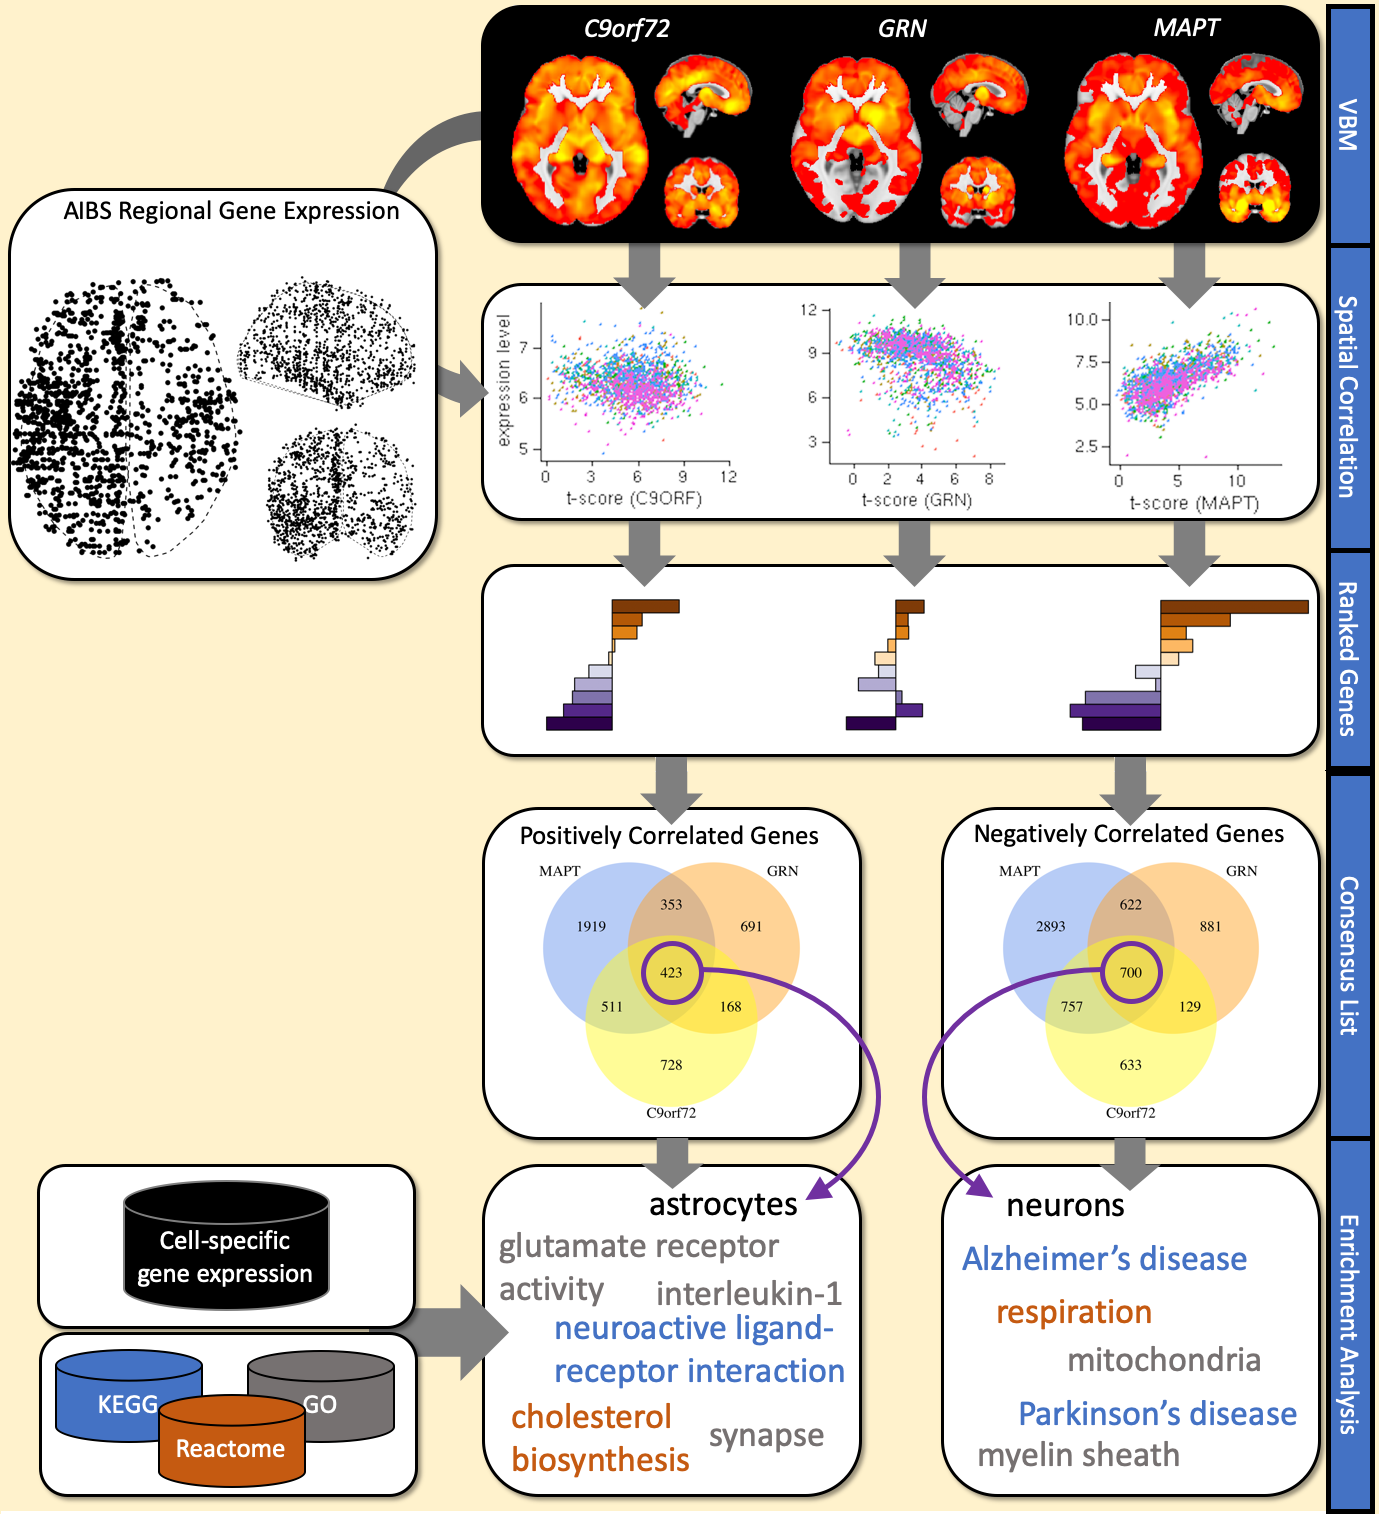 C9orf72
GRN
MAPT
VBM
AIBS Regional Gene Expression
Spatial Correlation
expression level
7
6
5
0
3
6
9
12
t-score (C9ORF)
12
9
6
3
0
2
4
6
8
t-score (GRN)
10.0
7.5
5.0
2.5
0
5
10
t-score (MAPT)
Ranked Genes
Positively Correlated Genes
MAPT
GRN
353
1919
691
423
511
168
728
C9orf72
Negatively Correlated Genes
MAPT
GRN
622
2893
881
700
757
129
633
C9orf72
Consensus List
Cell-specific
gene expression
KEGG
GO
Reactome
astrocytes
glutamate receptor
activity
interleukin-1
neuroactive ligand-
receptor interaction
cholesterol
biosynthesis
synapse
neurons
Alzheimer’s disease
respiration
mitochondria
Parkinson’s disease
myelin sheath
Enrichment Analysis